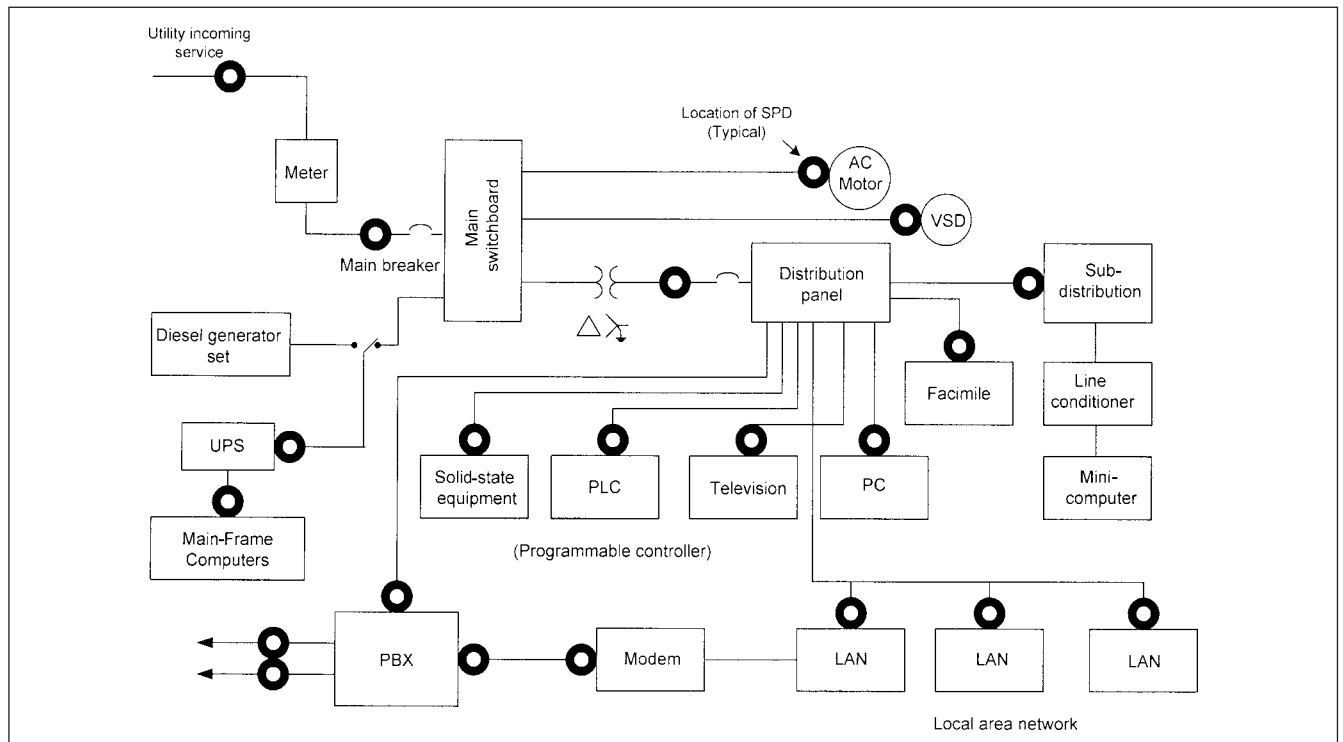 Utility incoming
service
Location of SPD
(Typical)
Meter
Main
switchboard
AC
Motor
VSD
Main breaker
Distribution
panel
Sub-
distribution
Diesel generator
set
Facimile
Line
conditioner
UPS
Solid-state
equipment
PLC
Television
PC
Mini-
computer
Main-Frame
Computers
(Programmable controller)
PBX
Modem
LAN
LAN
LAN
Local area network